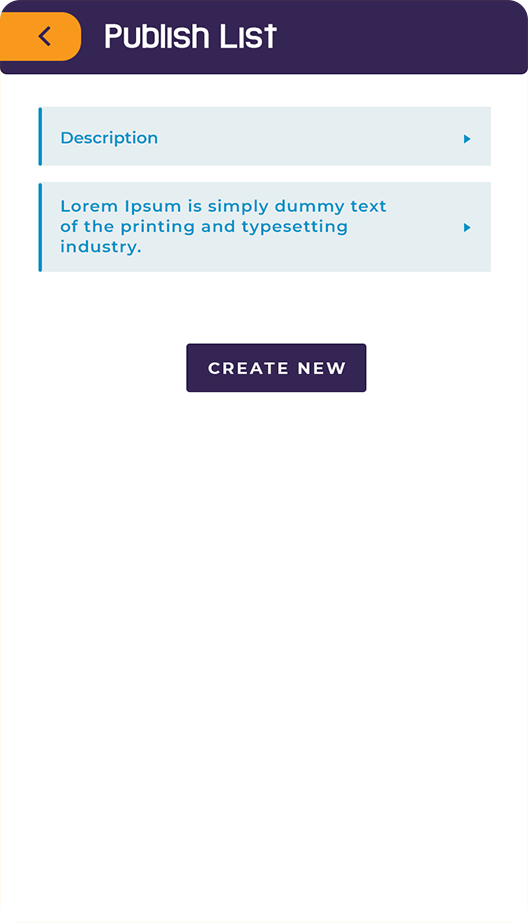 Publish List
Description
Lorem Ipsum is simply dummy text
of the printing and typesetting
industry.
CREATE NEW